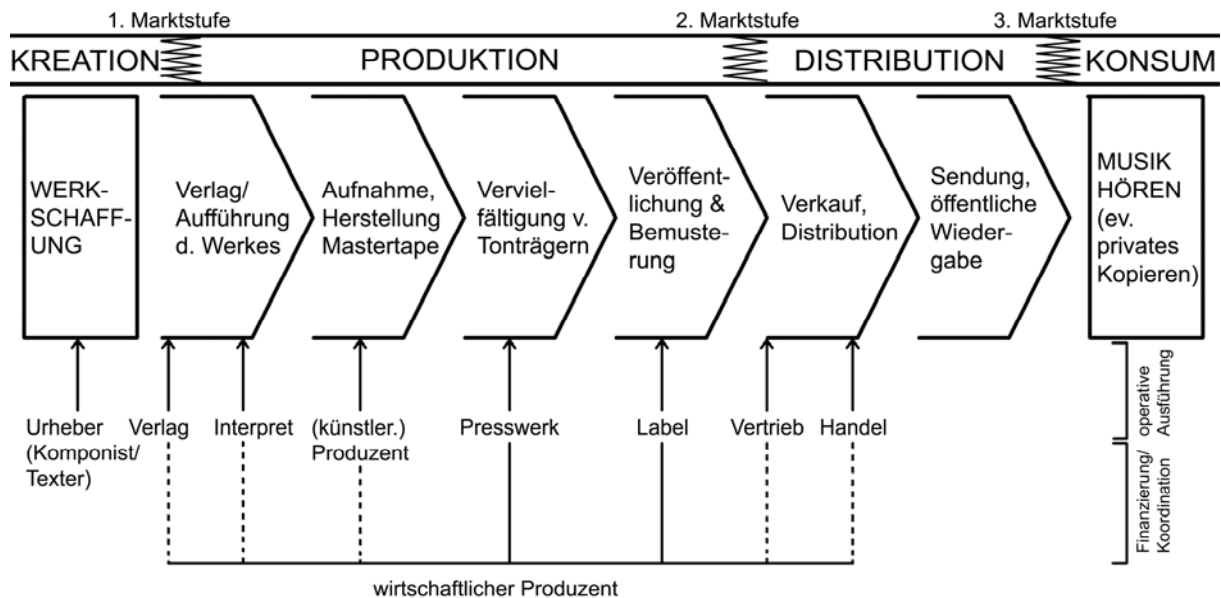 1. Marktstufe
2. Marktstufe
3. Marktstufe
KREATION
PRODUKTION
DISTRIBUTION
KONSUM
WERK-
SCHAFF-
UNG
Verlag/
Aufführung
d. Werkes
Aufnahme,
Herstellung
Mastertape
Verviel-
fältigung v.
Tonträgern
Veröffent-
lichung &
Bemuste-
rung
Verkauf,
Distribution
Sendung,
öffentliche
Wieder-
gabe
MUSIK
HÖREN
(ev.
privates
Kopieren)
Urheber
(Komponist/
Texter)
Verlag
Interpret
(künstler.)
Produzent
Presswerk
Label
Vertrieb
Handel
operative
Ausführung
Finanzierung/
Koordination
wirtschaftlicher Produzent